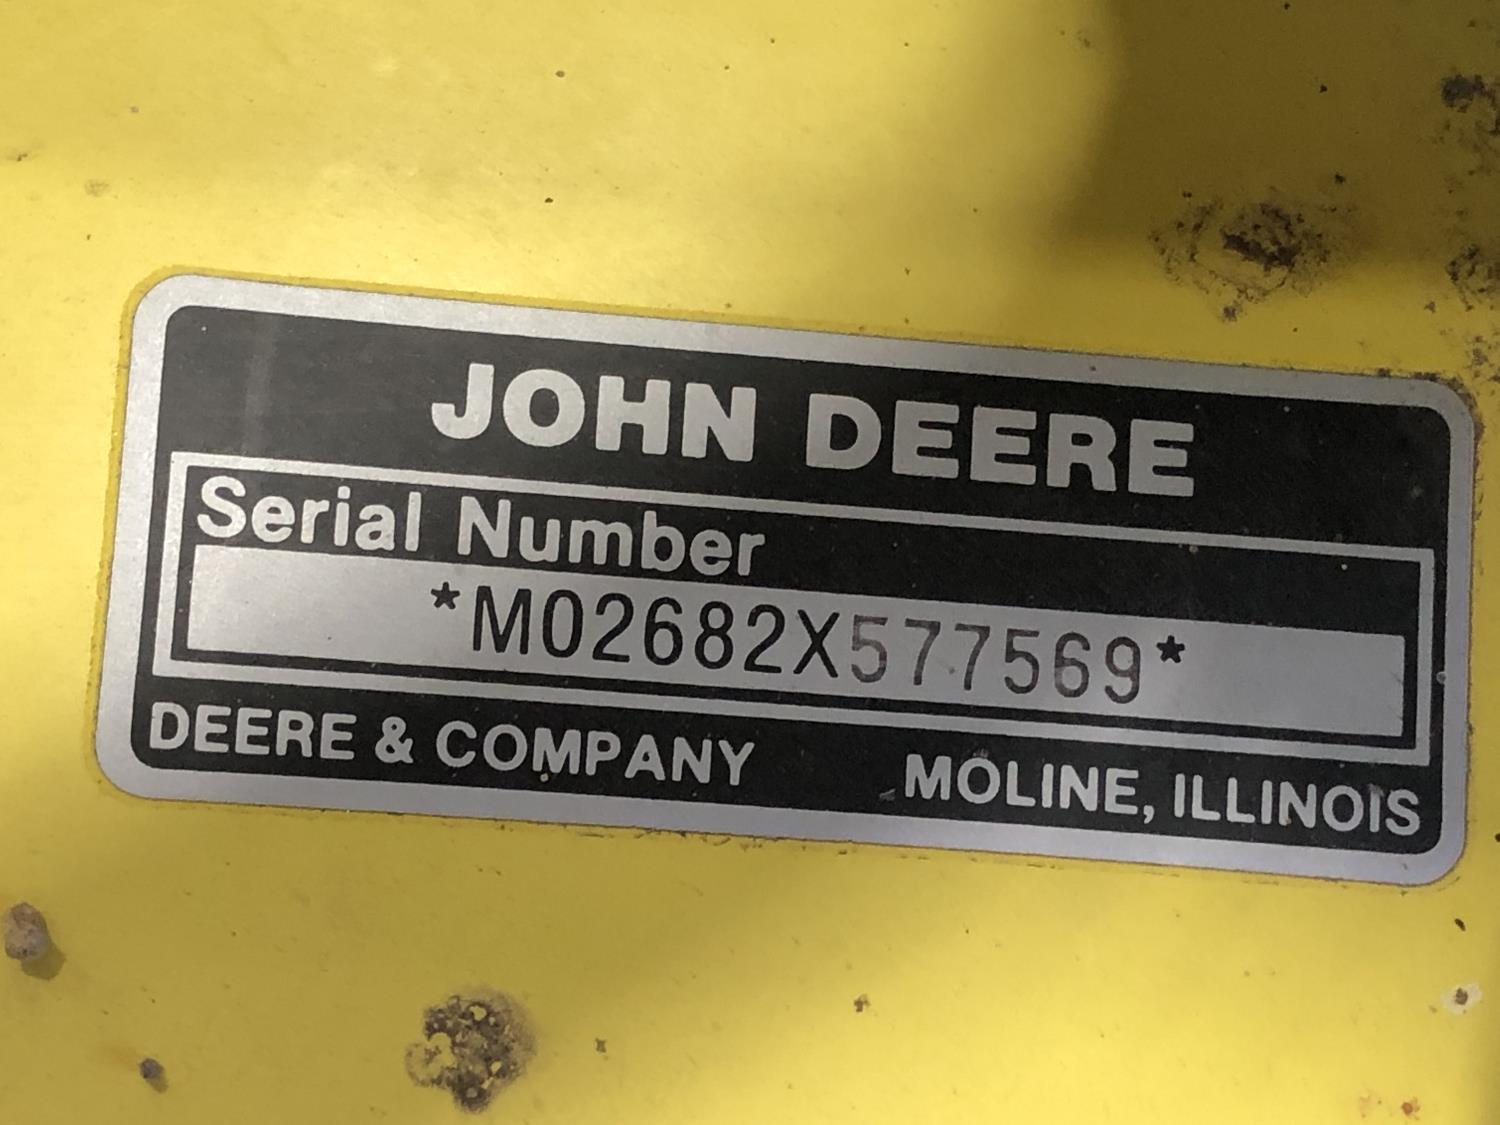 JOHN DEERE
Serial Number
*M02682X577569*
DEERE & COMPANY MOLINE, ILLINOIS